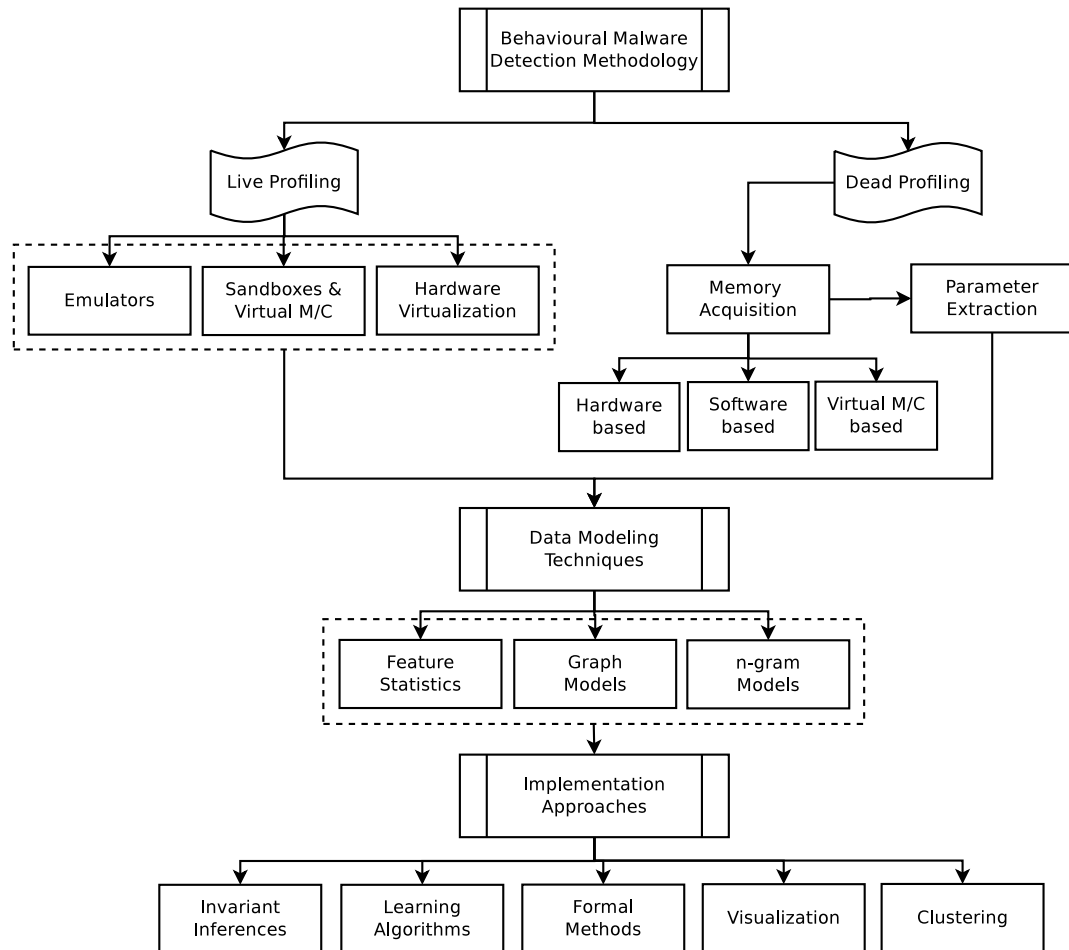 Behavioural Malware
Detection Methodology
Live Profiling
Dead Profiling
Emulators
Sandboxes &
Virtual M/C
Hardware
Virtualization
Memory
Acquisition
Parameter
Extraction
Hardware
based
Software
based
Virtual M/C
based
Data Modeling
Techniques
Feature
Statistics
Graph
Models
n-gram
Models
Implementation
Approaches
Invariant
Inferences
Learning
Algorithms
Formal
Methods
Visualization
Clustering